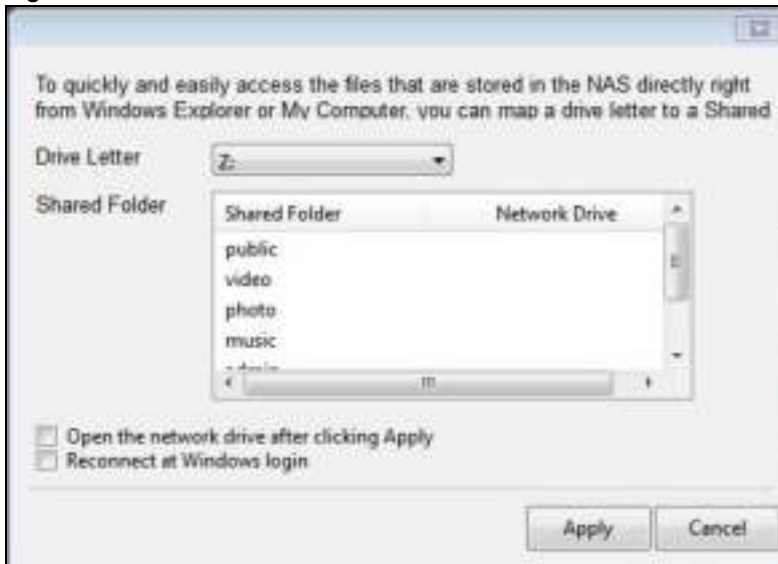 To quickly and easily access the files that are stored in the NAS directly right
from Windows Explorer or My Computer, you can map a drive letter to a Shared
Drive Letter
Z:
Shared Folder
Shared Folder Network Drive
public
video
photo
music
admin
Open the network drive after clicking Apply
Reconnect at Windows login
Apply Cancel